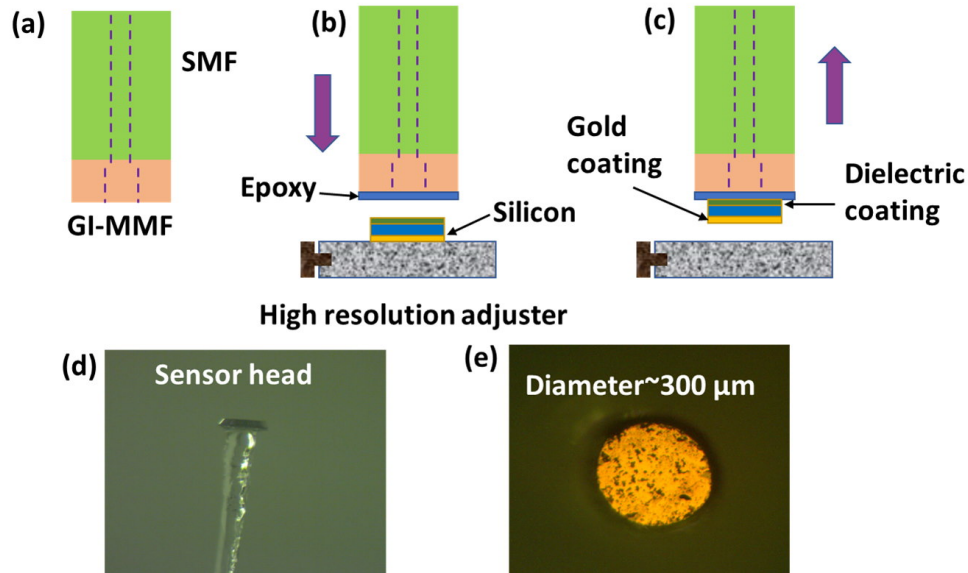 (a)
SMF
GI-MMF
(b)
Epoxy
Silicon
(c)
Gold
coating
Dielectric
coating
High resolution adjuster
(d)
Sensor head
(e)
Diameter~300 μm